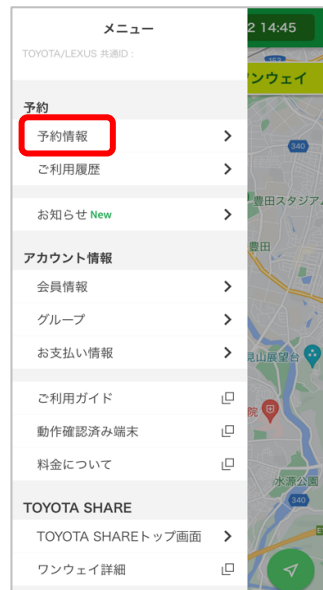 メニュー
2 14:45
TOYOTA/LEXUS 共通ID :
ワンウェイ
予約
予約情報
ご利用履歴
340
お知らせ New
豊田スタジア
豊田
アカウント情報
会員情報
グループ
お支払い情報
見山展望台
ご利用ガイド
院
動作確認済み端末
料金について
水源公園
340
TOYOTA SHARE
TOYOTA SHAREトップ画面
ワンウェイ詳細